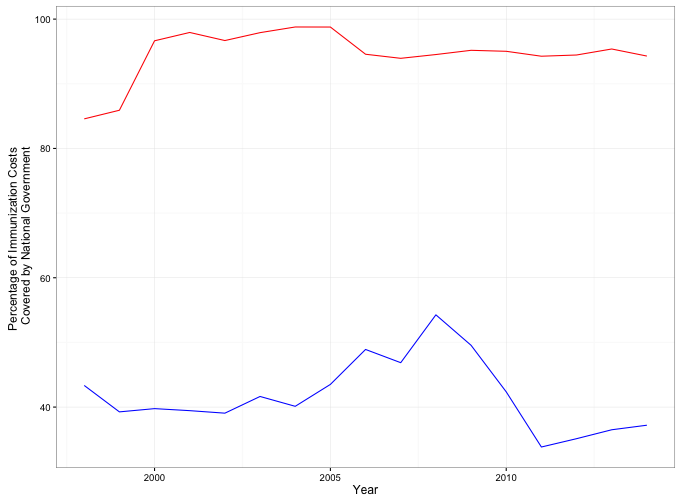 100
80
60
40
Percentage of Immunization Costs
Covered by National Government
2000
2005
2010
Year